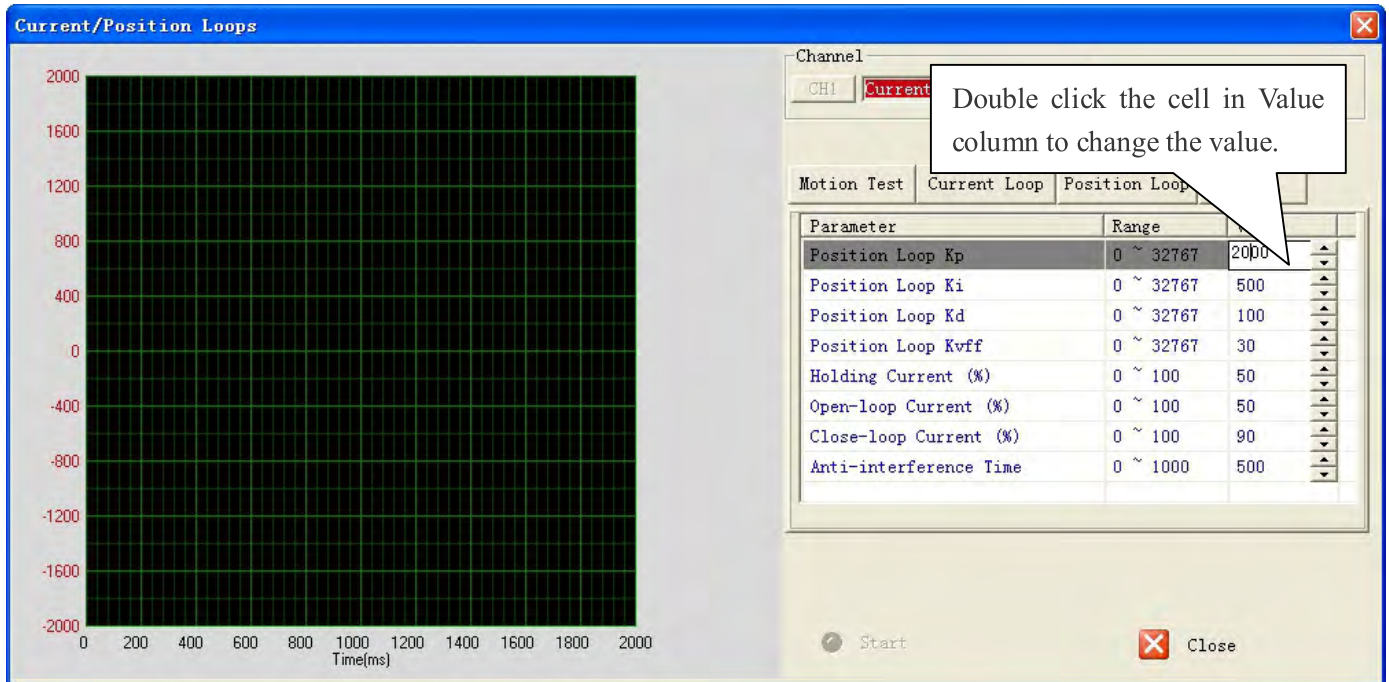 Current/Position Loops
Channel
CH1 Current
Double click the cell in Value
column to change the value.
Motion Test Current Loop Position Loop
Parameter Range
Position Loop Kp 0 ~ 32767 2000
Position Loop Ki 0 ~ 32767 500
Position Loop Kd 0 ~ 32767 100
Position Loop Kvff 0 ~ 32767 30
Holding Current (%) 0 ~ 100 50
Open-loop Current (%) 0 ~ 100 50
Close-loop Current (%) 0 ~ 100 90
Anti-interference Time 0 ~ 1000 500
2000
1600
1200
800
400
0
-400
-800
-1200
-1600
-2000
0 200 400 600 800 1000 1200 1400 1600 1800 2000
Time(ms)
Start Close